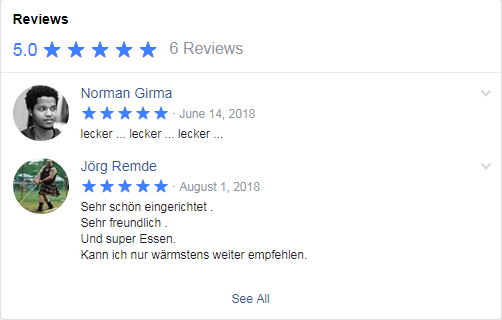 Reviews
5.0 ★ ★ ★ ★ ★ 6 Reviews
Norman Girma
★★★★★ · June 14, 2018
lecker ... lecker ... lecker ...
Jörg Remde
★★★★★ · August 1, 2018
Sehr schön eingerichtet .
Sehr freundlich .
Und super Essen.
Kann ich nur wärmstens weiter empfehlen.
See All